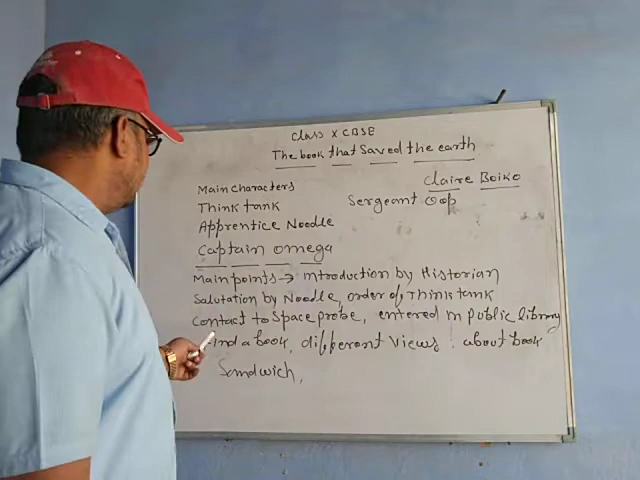 Class X CBSE
The book that Saved the earth
Claire Boiko
Main characters
Think tank Sergeant Oop
Apprentice Noodle
Captain omega
Main points → introduction by Historian
Salutation by Noodle, order of Think tank
Contact to Space probe, entered in public library
find a book, different views : about book
Sandwich,